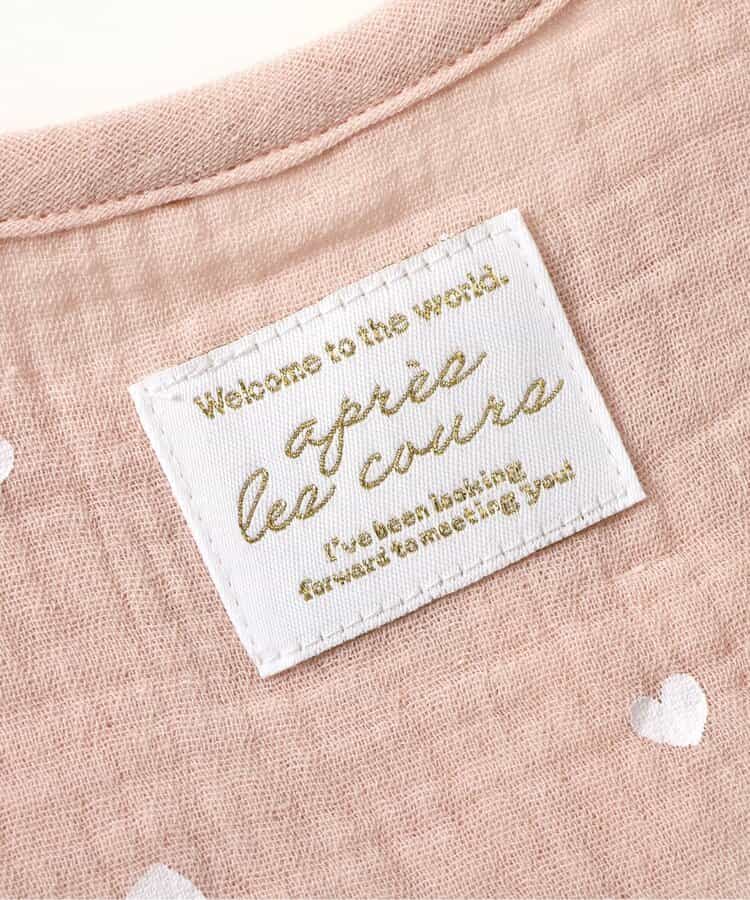 Welcome to the world.
après
les cours
I've been looking
forward to meeting you!